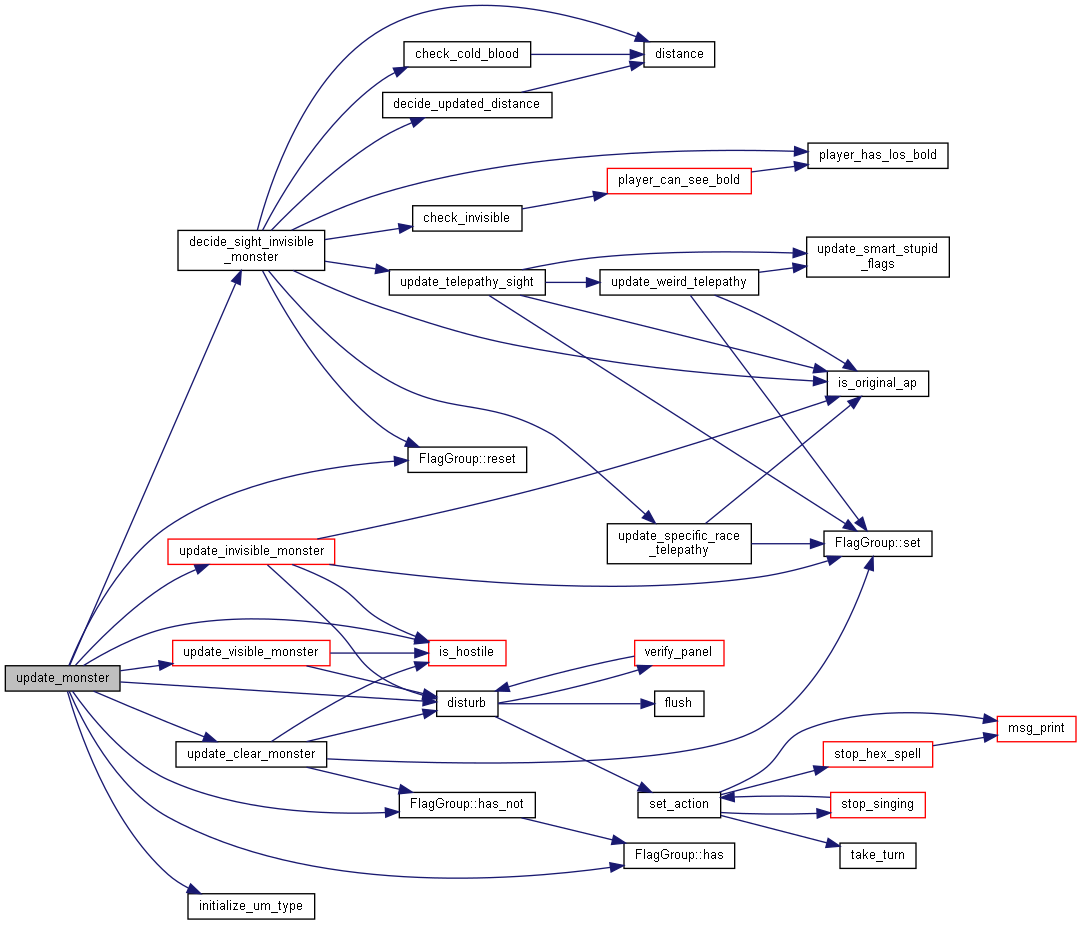 check_cold_blood
distance
decide_updated_distance
player_has_los_bold
player_can_see_bold
check_invisible
decide_sight_invisible
_monster
update_smart_stupid
_flags
update_telepathy_sight
update_weird_telepathy
is_original_ap
FlagGroup::reset
update_specific_race
_telepathy
FlagGroup::set
update_invisible_monster
update_visible_monster
is_hostile
verify_panel
update_monster
disturb
flush
msg_print
update_clear_monster
stop_hex_spell
FlagGroup::has_not
set_action
stop_singing
FlagGroup::has
take_turn
initialize_um_type